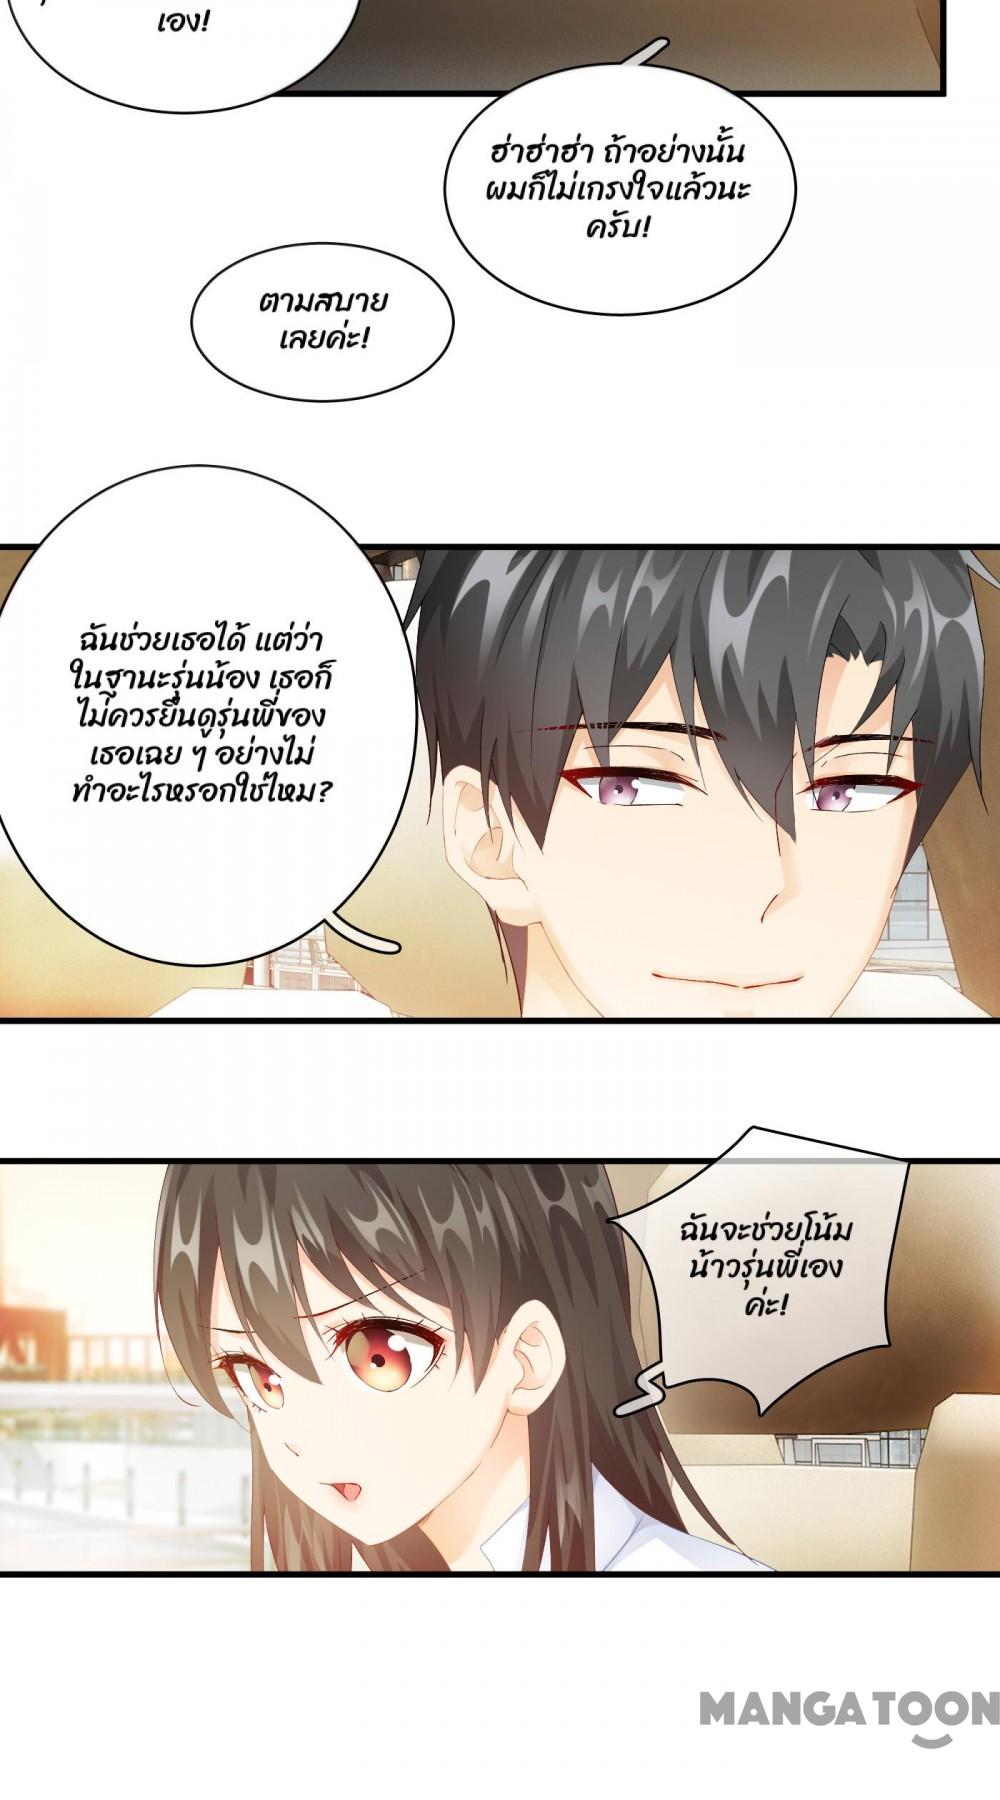 เอง!
ฮ่าฮ่าฮ่า ถ้าอย่างนั้น
ผมก็ไม่เกรงใจแล้วนะ
ครับ!
ตามสบาย
เลยค่ะ!
ฉันช่วยเธอได้ แต่ว่า
ในฐานะรุ่นน้อง เธอก็
ไม่ควรยืนดูรุ่นพี่ของ
เธอเฉย ๆ อย่างไม่
ทำอะไรหรอกใช่ไหม?
ฉันจะช่วยโน้ม
น้าวรุ่นพี่เอง
ค่ะ!
MANGATOON